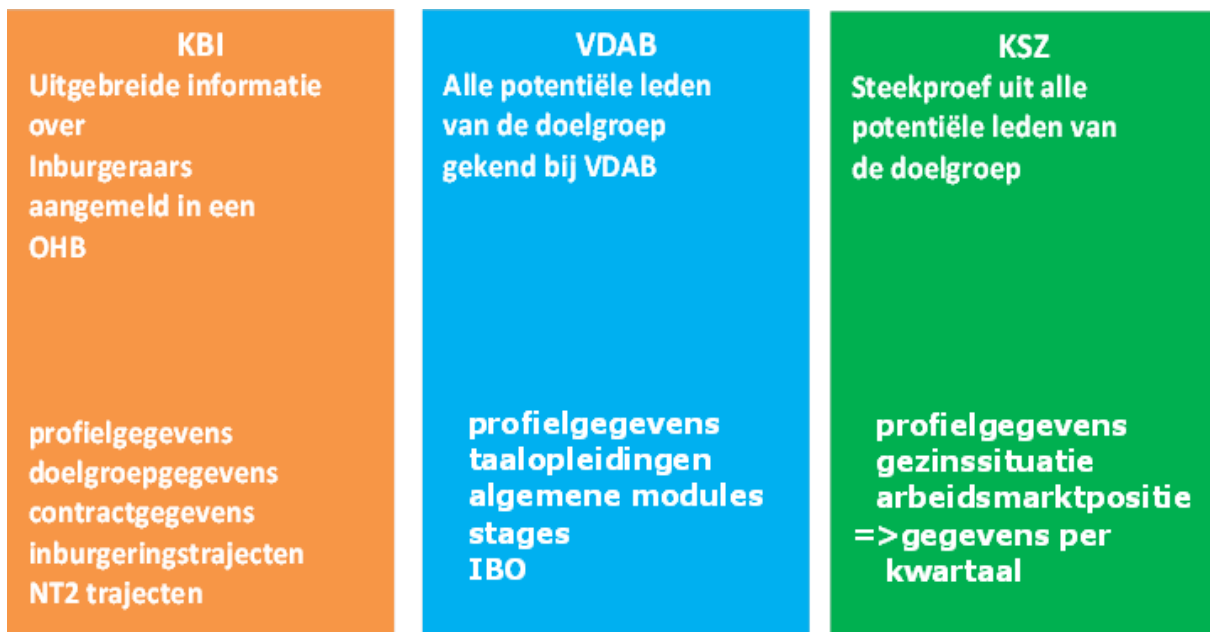 KBI
Uitgebreide informatie
over
Inburgeraars
aangemeld in een
OHB
profielgegevens
doelgroepgegevens
contractgegevens
inburgeringstrajecten
NT2 trajecten
VDAB
Alle potentiële leden
van de doelgroep
gekend bij VDAB
profielgegevens
taalopleidingen
algemene modules
stages
IBO
KSZ
Steekproef uit alle
potentiële leden van
de doelgroep
profielgegevens
gezinssituatie
arbeidsmarktpositie
=>gegevens per
kwartaal